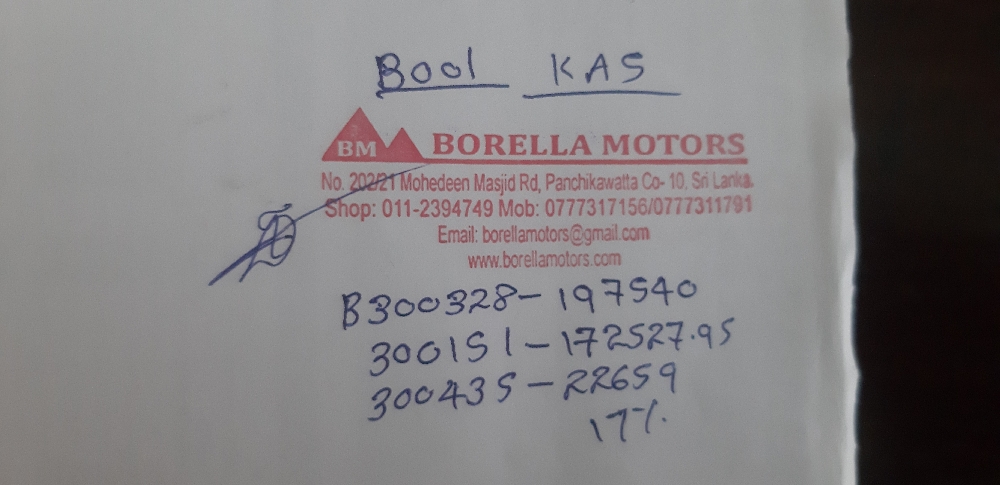 Bool KAS
BM BORELLA MOTORS
No. 202/21 Mohedeen Masjid Rd, Panchikawatta Co- 10, Sri Lanka.
Shop: 011-2394749 Mob: 0777317156/0777311791
Email: borellamotors@gmail.com
www.borellamotors.com
B300328-197540
300151-172527.95
300435-22659
17%